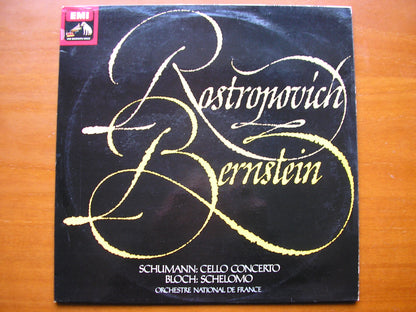 EMI
Rostropovich
Bernstein
SCHUMANN: CELLO CONCERTO
BLOCH: SCHELOMO
ORCHESTRE NATIONAL DE FRANCE